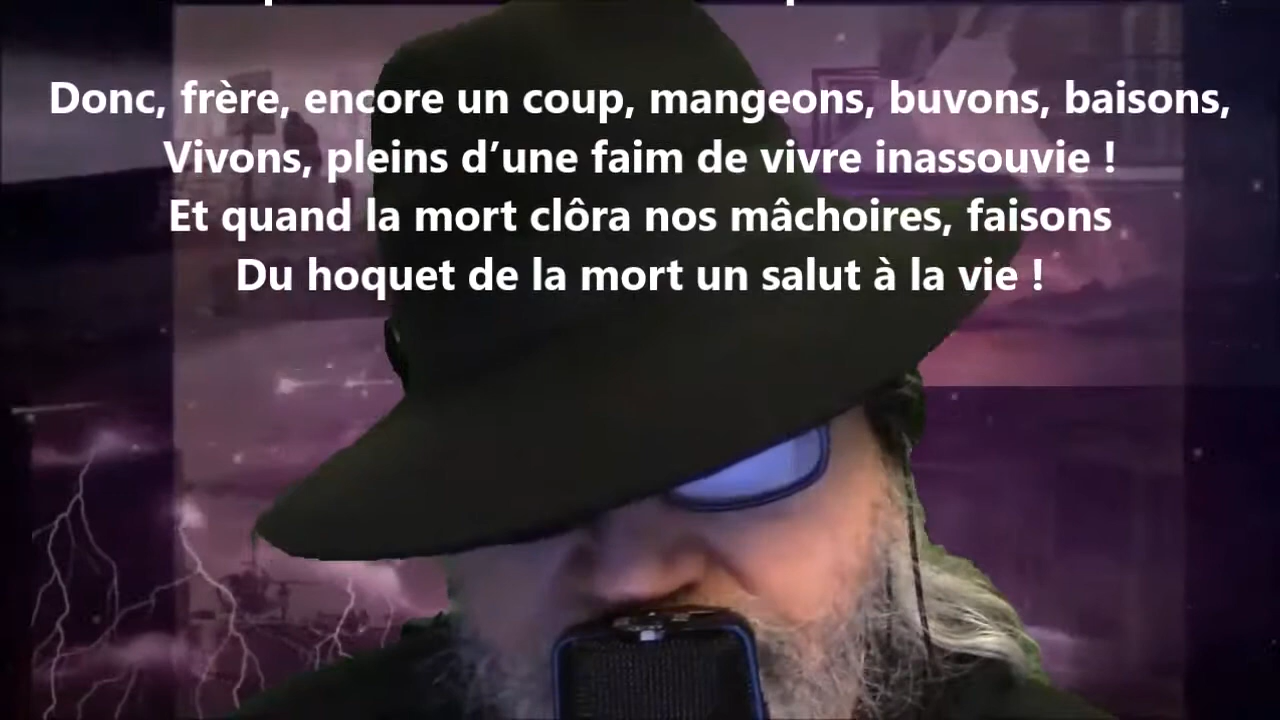 Donc, frère, encore un coup, mangeons, buvons, baisons,
Vivons, pleins d’une faim de vivre inassouvie !
Et quand la mort clôra nos mâchoires, faisons
Du hoquet de la mort un salut à la vie !